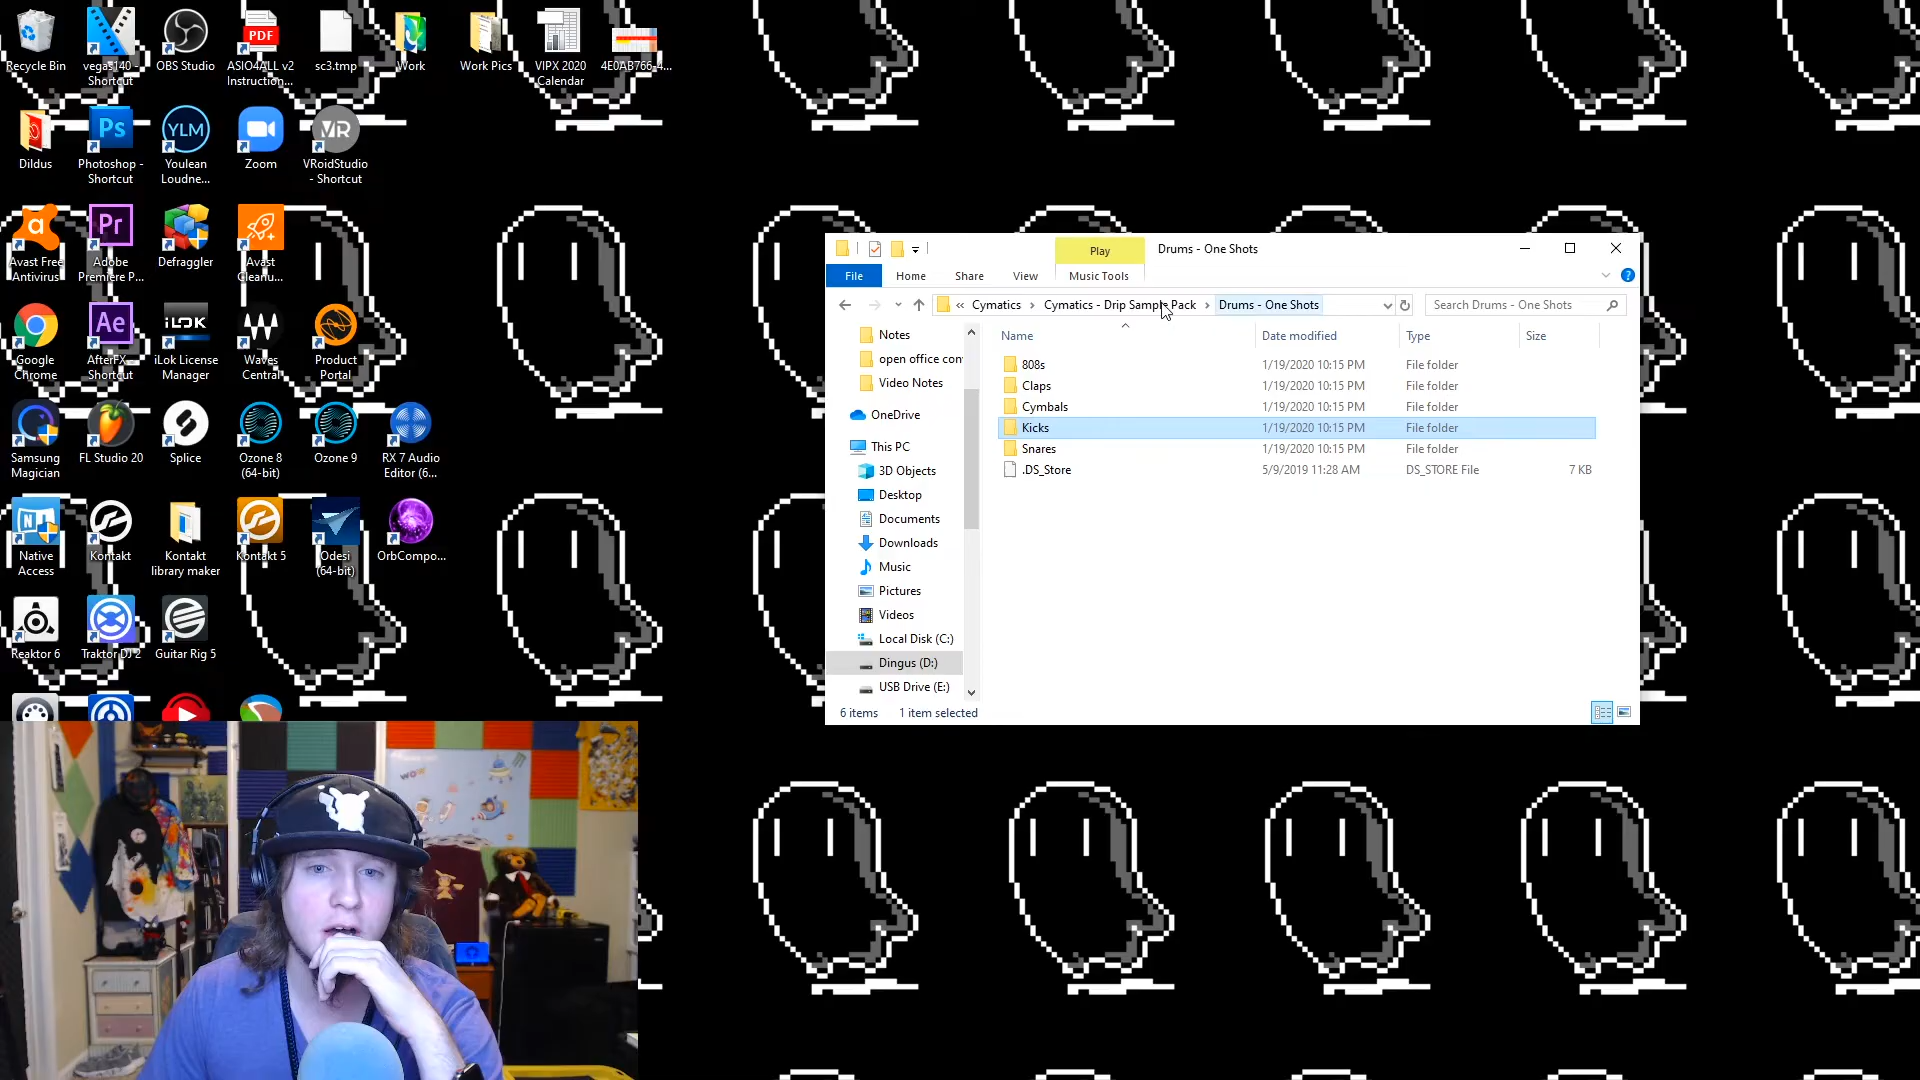 Recycle Bin
vegas140 - Shortcut
OBS Studio
PDF
ASIO4ALL v2 Instruction...
sc3.tmp
Work
Work Pics
VIPX 2020 Calendar
4E0AB766-4...
Dildus
Ps
Photoshop - Shortcut
YLM
Youlean Loudne...
Zoom
VR
VRoidStudio - Shortcut
a
Avast Free Antivirus
Pr
Adobe Premiere P...
Defraggler
Avast Cleanu...
Google Chrome
Ae
AfterFX - Shortcut
iLOK
iLok License Manager
Waves Central
Product Portal
Samsung Magician
FL Studio 20
Splice
Ozone 8 (64-bit)
Ozone 9
RX 7 Audio Editor (6...
N
Native Access
Kontakt
Kontakt library maker
Kontakt 5
Odesi (64-bit)
OrbCompo...
Reaktor 6
Traktor DJ 2
Guitar Rig 5
Play
Drums - One Shots
File
Home
Share
View
Music Tools
?
« Cymatics › Cymatics - Drip Sample Pack › Drums - One Shots
Search Drums - One Shots
Notes
open office con
Video Notes
OneDrive
This PC
3D Objects
Desktop
Documents
Downloads
Music
Pictures
Videos
Local Disk (C:)
Dingus (D:)
USB Drive (E:)
Name Date modified Type Size
808s 1/19/2020 10:15 PM File folder
Claps 1/19/2020 10:15 PM File folder
Cymbals 1/19/2020 10:15 PM File folder
Kicks 1/19/2020 10:15 PM File folder
Snares 1/19/2020 10:15 PM File folder
.DS_Store 5/9/2019 11:28 AM DS_STORE File 7 KB
6 items 1 item selected
WOW